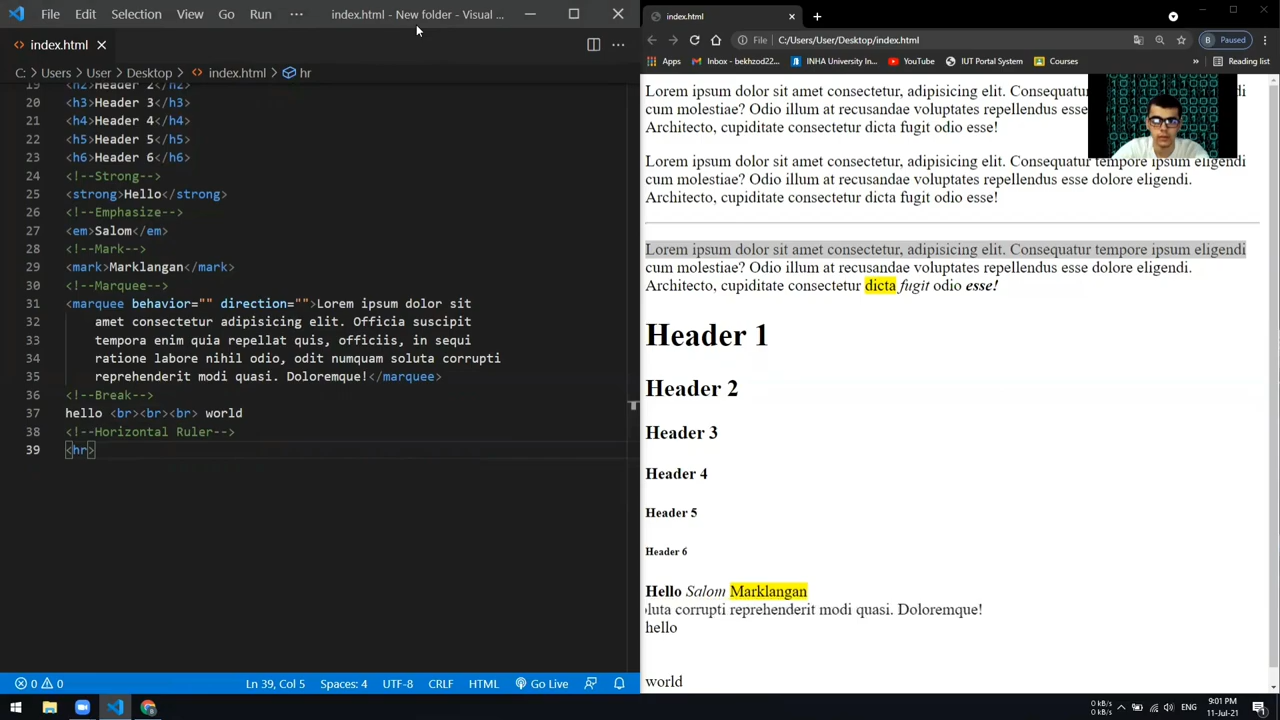 File Edit Selection View Go Run ··· index.html - New folder - Visual ...
index.html
C: > Users > User > Desktop > index.html > hr
19 <h2>Header 2</h2>
20 <h3>Header 3</h3>
21 <h4>Header 4</h4>
22 <h5>Header 5</h5>
23 <h6>Header 6</h6>
24 <!--Strong-->
25 <strong>Hello</strong>
26 <!--Emphasize-->
27 <em>Salom</em>
28 <!--Mark-->
29 <mark>Marklangan</mark>
30 <!--Marquee-->
31 <marquee behavior="" direction="">Lorem ipsum dolor sit
32 amet consectetur adipisicing elit. Officia suscipit
33 tempora enim quia repellat quis, officiis, in sequi
34 ratione labore nihil odio, odit numquam soluta corrupti
35 reprehenderit modi quasi. Doloremque!</marquee>
36 <!--Break-->
37 hello <br><br><br> world
38 <!--Horizontal Ruler-->
39 <hr>
0 0 Ln 39, Col 5 Spaces: 4 UTF-8 CRLF HTML Go Live
index.html
File C:/Users/User/Desktop/index.html B Paused
Apps Inbox - bekhzod22... INHA University In... YouTube IUT Portal System Courses » Reading list
Lorem ipsum dolor sit amet consectetur, adipisicing elit. Consequatur di
cum molestiae? Odio illum at recusandae voluptates repellendus esse
Architecto, cupiditate consectetur dicta fugit odio esse!
Lorem ipsum dolor sit amet consectetur, adipisicing elit. Consequatur tempore ipsum eligendi
cum molestiae? Odio illum at recusandae voluptates repellendus esse dolore eligendi.
Architecto, cupiditate consectetur dicta fugit odio esse!
Lorem ipsum dolor sit amet consectetur, adipisicing elit. Consequatur tempore ipsum eligendi
cum molestiae? Odio illum at recusandae voluptates repellendus esse dolore eligendi.
Architecto, cupiditate consectetur dicta fugit odio esse!
Header 1
Header 2
Header 3
Header 4
Header 5
Header 6
Hello Salom Marklangan
oluta corrupti reprehenderit modi quasi. Doloremque!
hello
world
0 kB/s
0 kB/s
ENG
9:01 PM
11-Jul-21